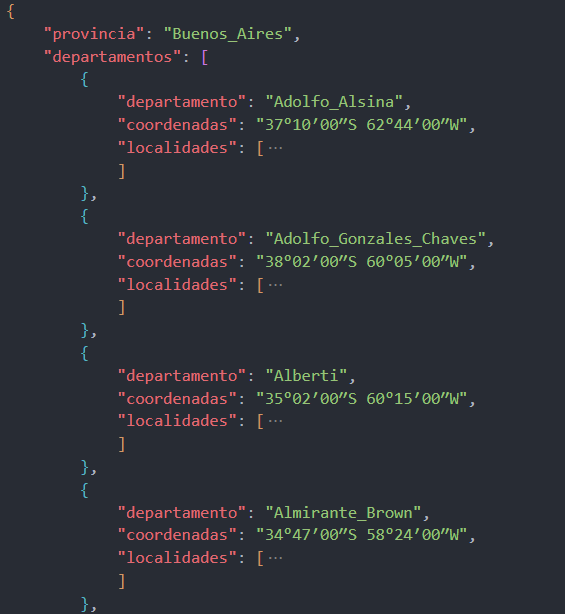 {
"provincia": "Buenos_Aires",
"departamentos": [
{
"departamento": "Adolfo_Alsina",
"coordenadas": "37°10’00”S 62°44’00”W",
"localidades": [ ⋯
]
},
{
"departamento": "Adolfo_Gonzales_Chaves",
"coordenadas": "38°02’00”S 60°05’00”W",
"localidades": [ ⋯
]
},
{
"departamento": "Alberti",
"coordenadas": "35°02’00”S 60°15’00”W",
"localidades": [ ⋯
]
},
{
"departamento": "Almirante_Brown",
"coordenadas": "34°47’00”S 58°24’00”W",
"localidades": [ ⋯
]
},